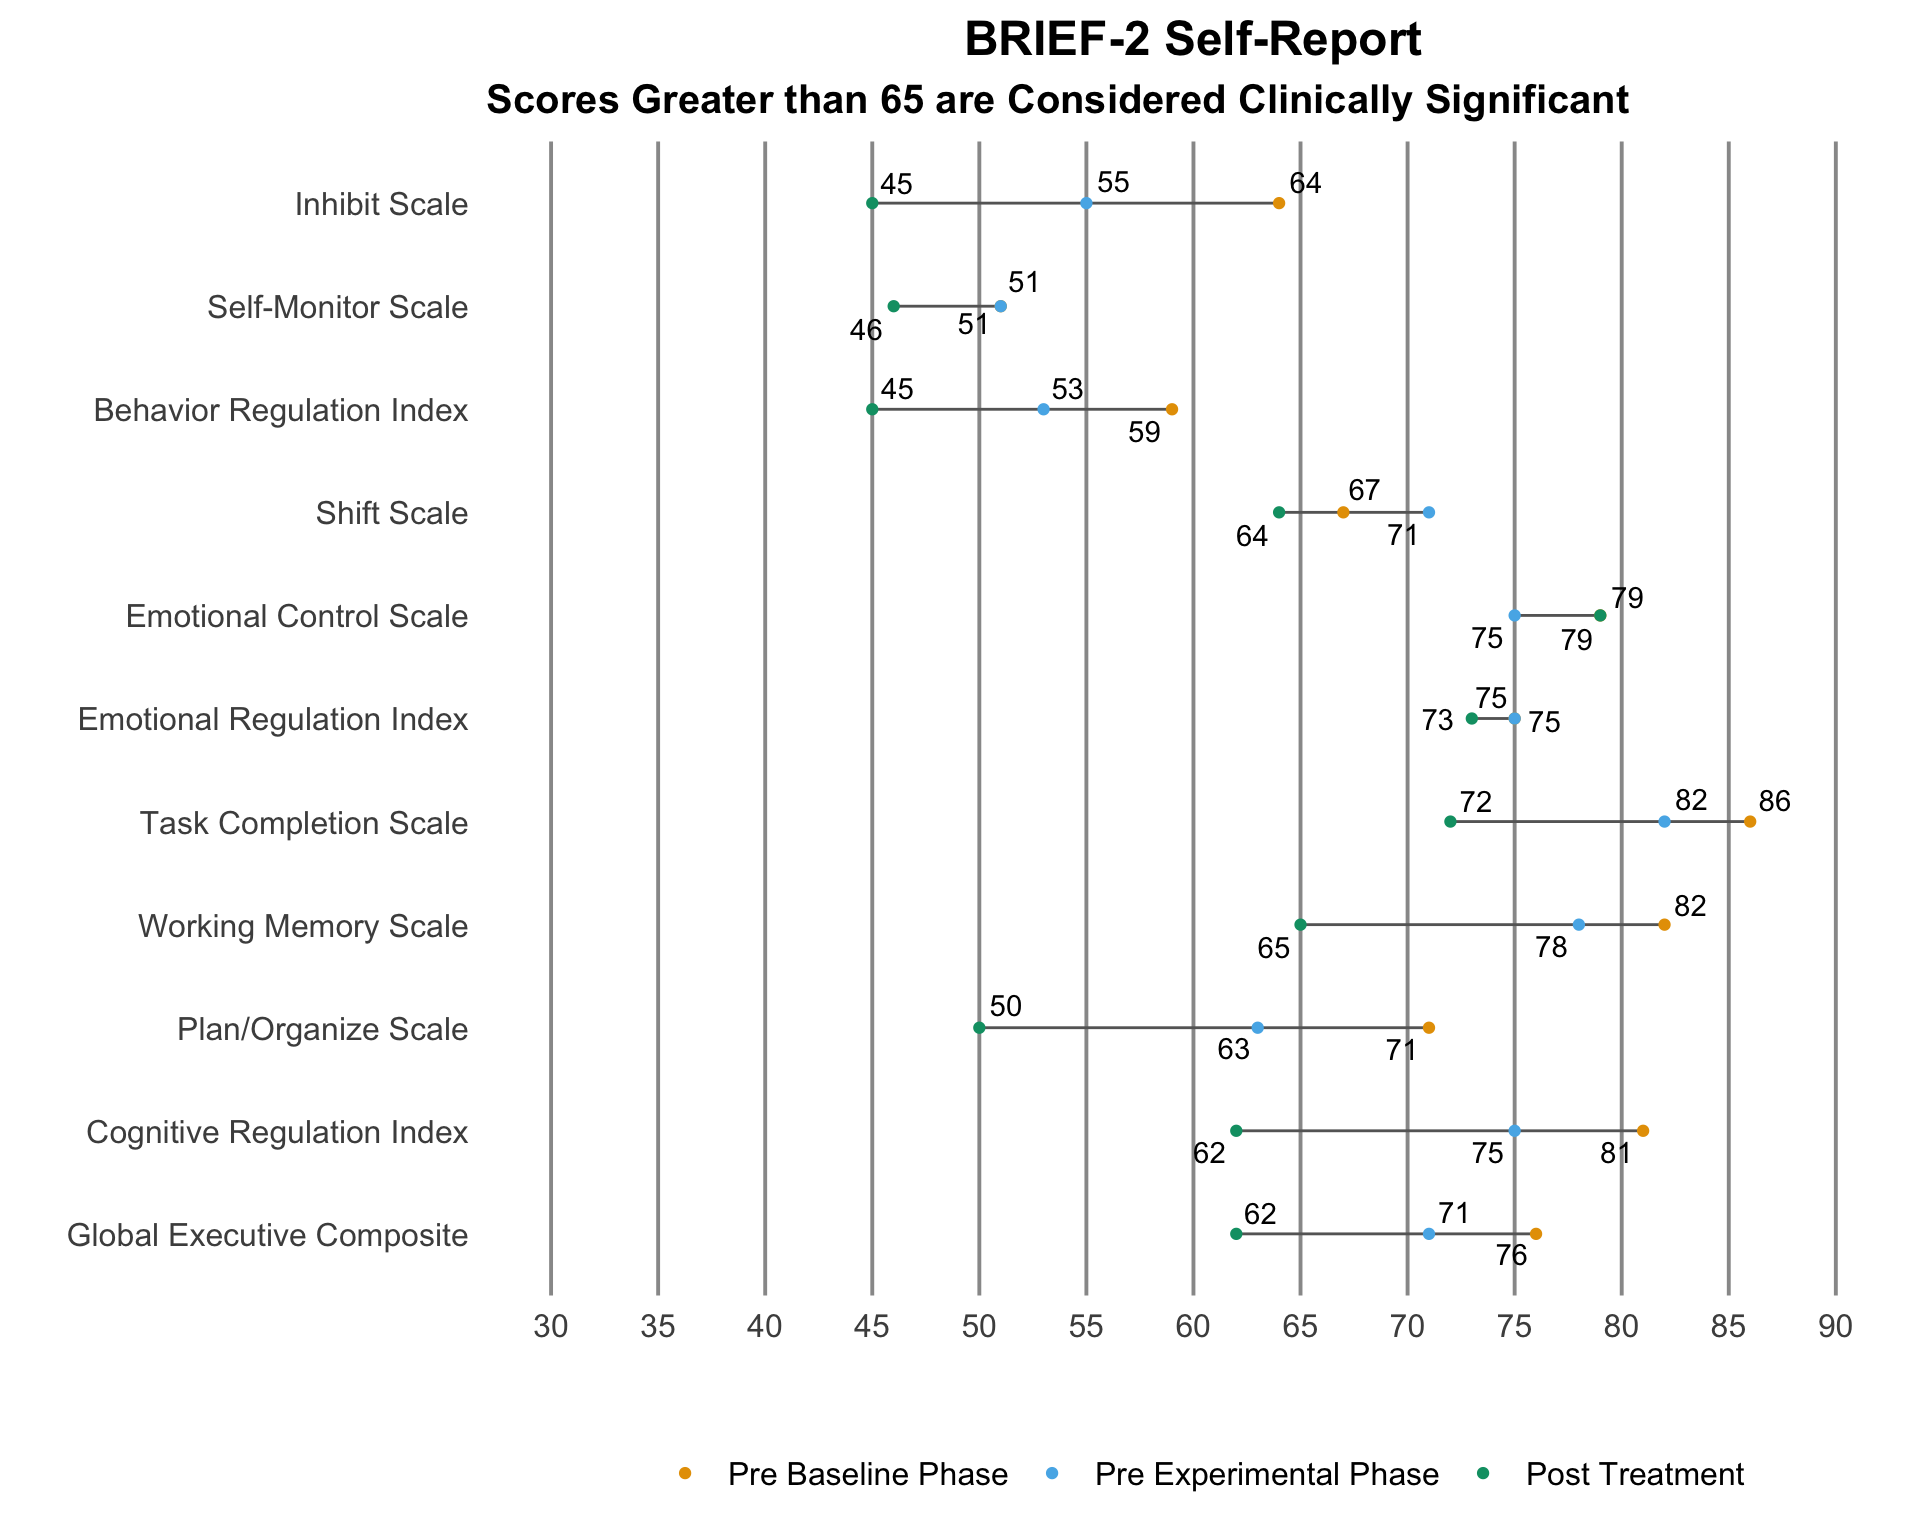 BRIEF-2 Self-Report
Scores Greater than 65 are Considered Clinically Significant
Inhibit Scale 45 55 64
Self-Monitor Scale 46 51 51
Behavior Regulation Index 45 53 59
Shift Scale 64 67 71
Emotional Control Scale 75 79 79
Emotional Regulation Index 73 75 75
Task Completion Scale 72 82 86
Working Memory Scale 65 78 82
Plan/Organize Scale 50 63 71
Cognitive Regulation Index 62 75 81
Global Executive Composite 62 71 76
30 35 40 45 50 55 60 65 70 75 80 85 90
Pre Baseline Phase Pre Experimental Phase Post Treatment